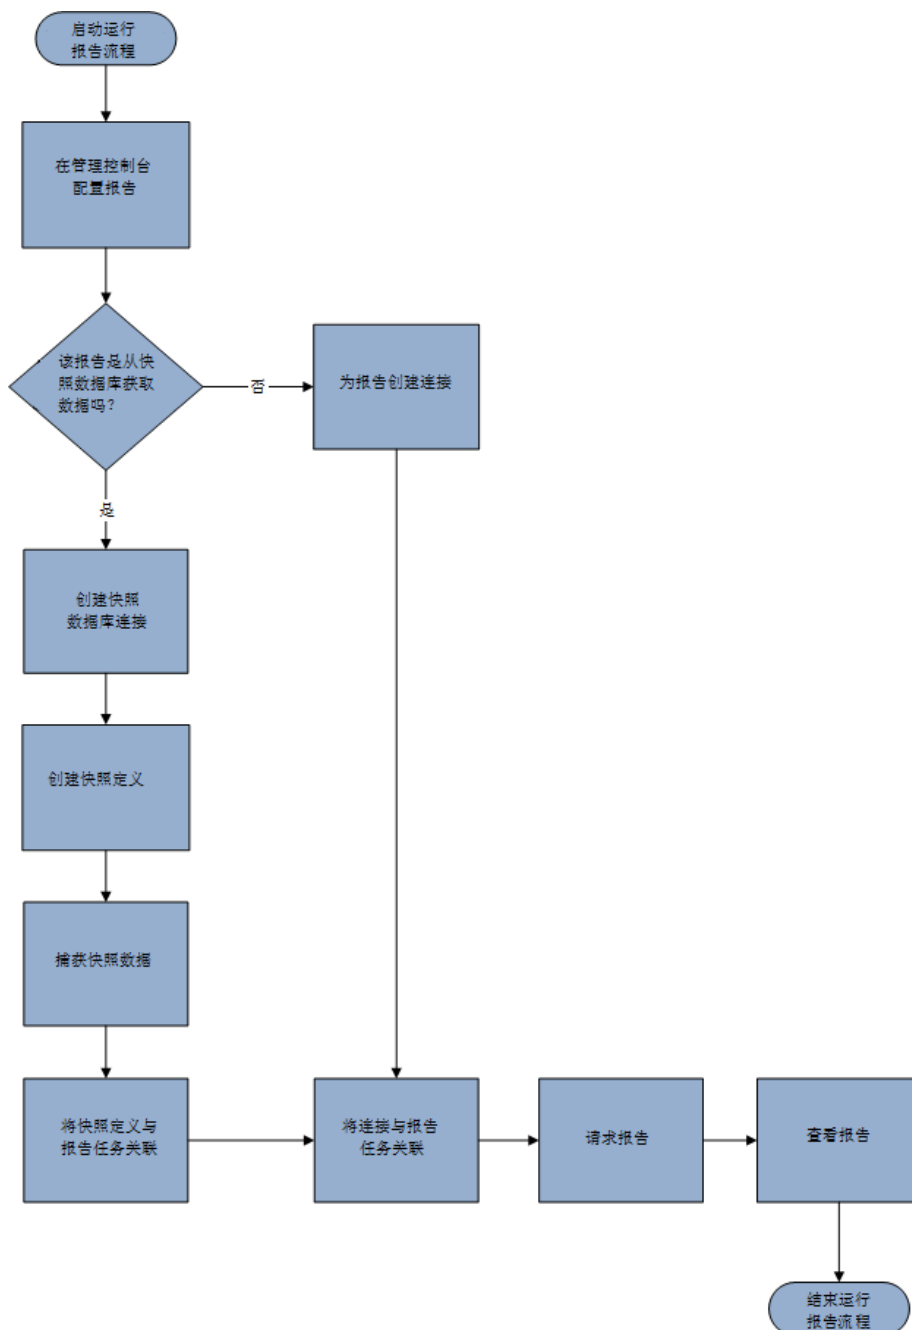 启动运行
报告流程
在管理控制台
配置报告
该报告是从快
照数据库获取
数据吗?
否
为报告创建连接
是
创建快照
数据库连接
创建快照定义
捕获快照数据
将快照定义与
报告任务关联
将连接与报告
任务关联
请求报告
查看报告
结束运行
报告流程